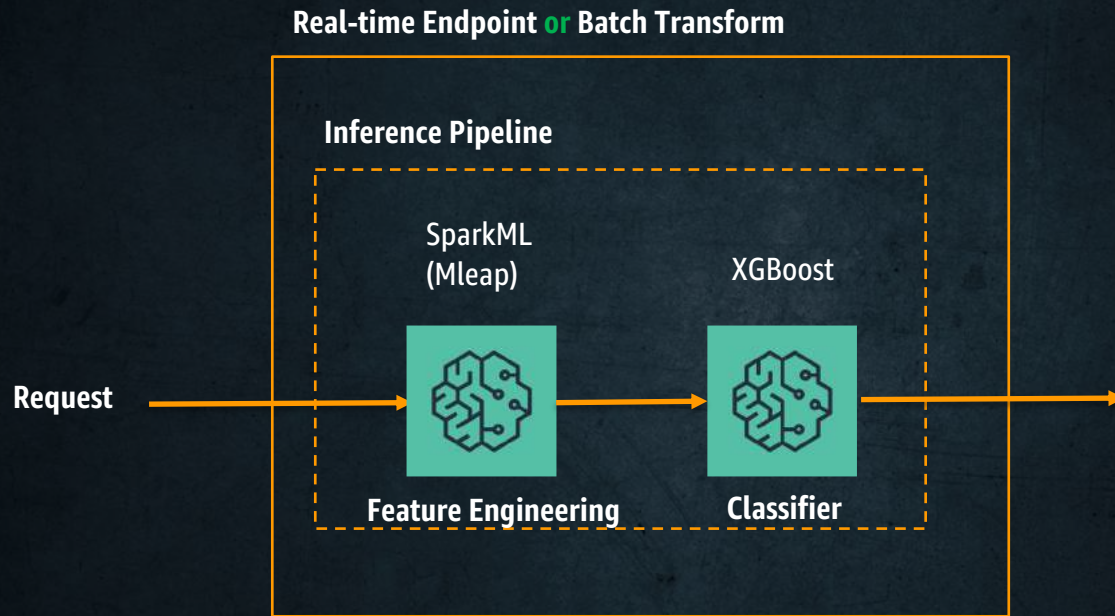 Real-time Endpoint or Batch Transform
Inference Pipeline
SparkML
(Mleap)
XGBoost
Request
Feature Engineering
Classifier